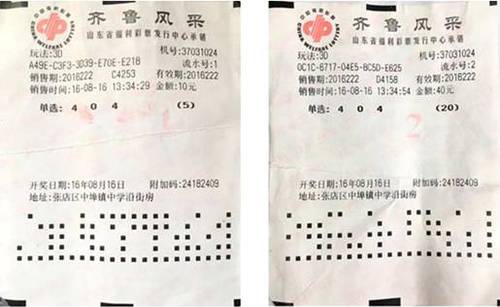 齐鲁风采
山东省福利彩票发行中心承销
玩法:3D 机号:37031024
A49E-C3F3-3D39-E70E-E21B 流水号:1
销售期:2016222 C4253 有效期:2016222
销售时间:16-08-16 13:34:29 金额:10元
单选: 4 0 4 (5)
开奖日期:16年08月16日 附加码:24182409
地址:张店区中埠镇中学沿街房
齐鲁风采
山东省福利彩票发行中心承销
玩法:3D 机号:37031024
0C1C-6717-04E5-BC5D-E625 流水号:2
销售期:2016222 D4158 有效期:2016222
销售时间:16-08-16 13:34:54 金额:40元
单选: 4 0 4 (20)
2
开奖日期:16年08月16日 附加码:24182409
地址:张店区中埠镇中学沿街房